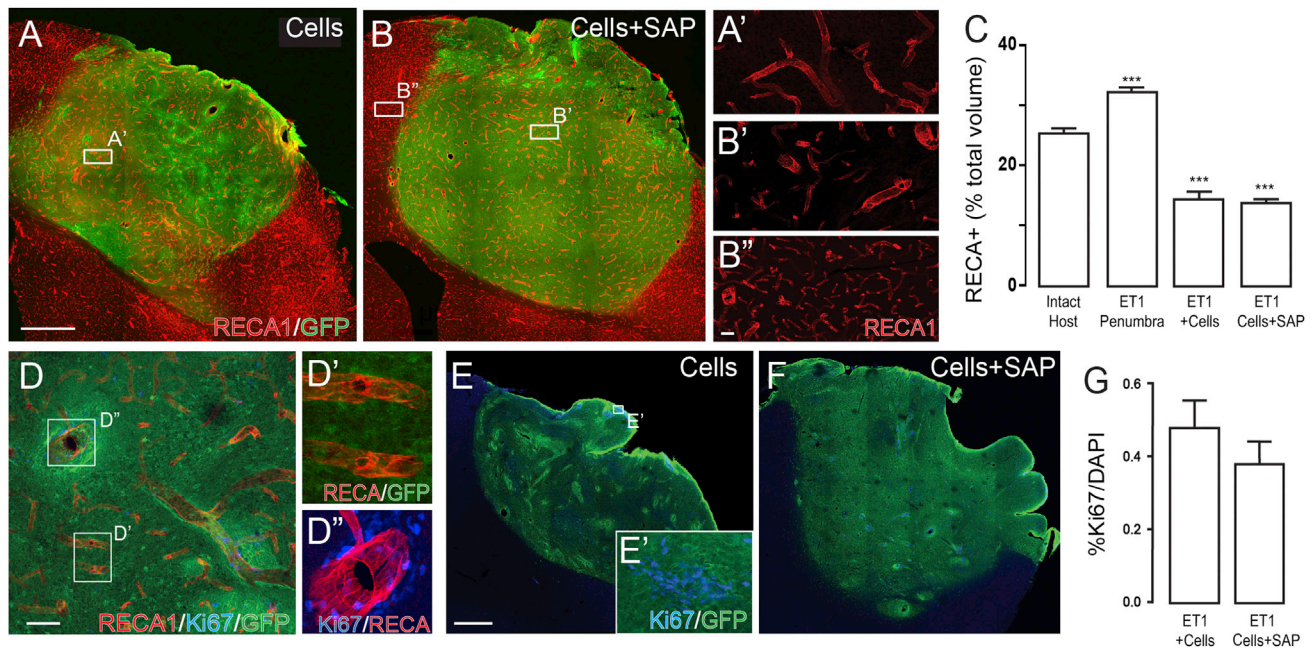 A
Cells
A’
RECA1/GFP
B
Cells+SAP
B”
B’
A’
B’
B”
RECA1
C
RECA+ (% total volume)
40
20
0
Intact
Host
ET1
Penumbra
***
ET1
+Cells
***
ET1
Cells+SAP
***
D
D”
D’
RECA1/Ki67/GFP
D’
RECA/GFP
D”
Ki67/RECA
E
Cells
E’
E’
Ki67/GFP
F
Cells+SAP
G
%Ki67/DAPI
0.6
0.4
0.2
0.0
ET1
+Cells
ET1
Cells+SAP